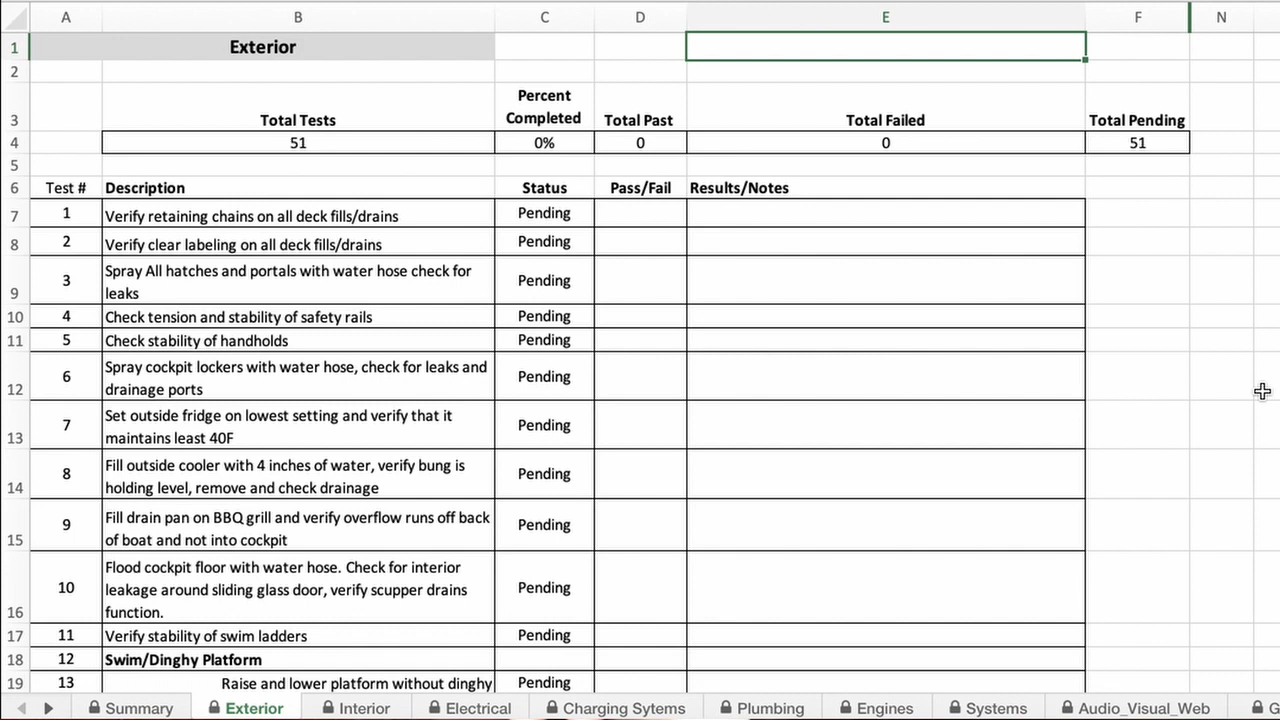 A B C D E F N
1 Exterior
2
Percent
3 Total Tests Completed Total Past Total Failed Total Pending
4 51 0% 0 0 51
5
6 Test # Description Status Pass/Fail Results/Notes
7 1 Verify retaining chains on all deck fills/drains Pending
8 2 Verify clear labeling on all deck fills/drains Pending
3 Spray All hatches and portals with water hose check for Pending
9 leaks
10 4 Check tension and stability of safety rails Pending
11 5 Check stability of handholds Pending
6 Spray cockpit lockers with water hose, check for leaks and Pending
12 drainage ports
7 Set outside fridge on lowest setting and verify that it Pending
13 maintains least 40F
8 Fill outside cooler with 4 inches of water, verify bung is Pending
14 holding level, remove and check drainage
9 Fill drain pan on BBQ grill and verify overflow runs off back Pending
15 of boat and not into cockpit
Flood cockpit floor with water hose. Check for interior
10 leakage around sliding glass door, verify scupper drains Pending
16 function.
17 11 Verify stability of swim ladders Pending
18 12 Swim/Dinghy Platform
19 13 Raise and lower platform without dinghy Pending
Summary Exterior Interior Electrical Charging Sytems Plumbing Engines Systems Audio_Visual_Web G